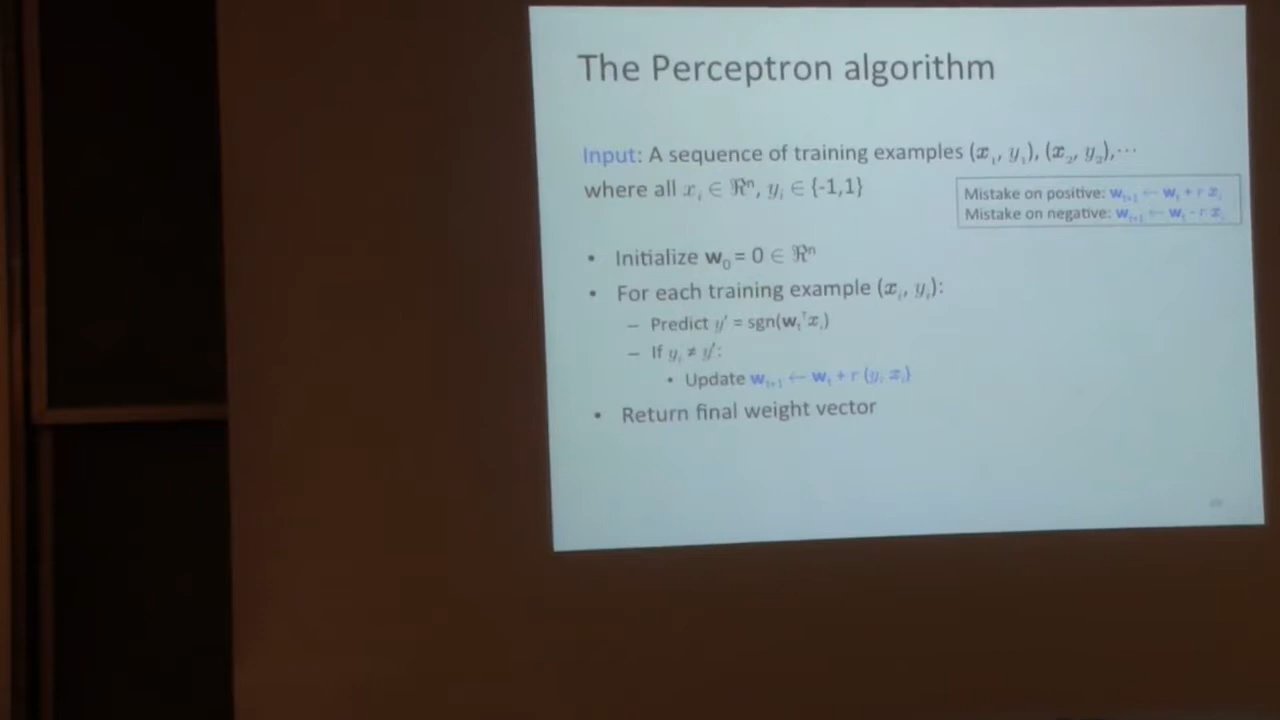 The Perceptron algorithm
Input: A sequence of training examples (x₁, y₁), (x₂, y₂),⋯
where all xᵢ ∈ ℜⁿ, yᵢ ∈ {-1,1}
Mistake on positive: wₜ₊₁ ← wₜ + r xᵢ
Mistake on negative: wₜ₊₁ ← wₜ - r xᵢ
• Initialize w₀ = 0 ∈ ℜⁿ
• For each training example (xᵢ, yᵢ):
– Predict y' = sgn(wₜᵀxᵢ)
– If yᵢ ≠ y':
• Update wₜ₊₁ ← wₜ + r (yᵢ xᵢ)
• Return final weight vector